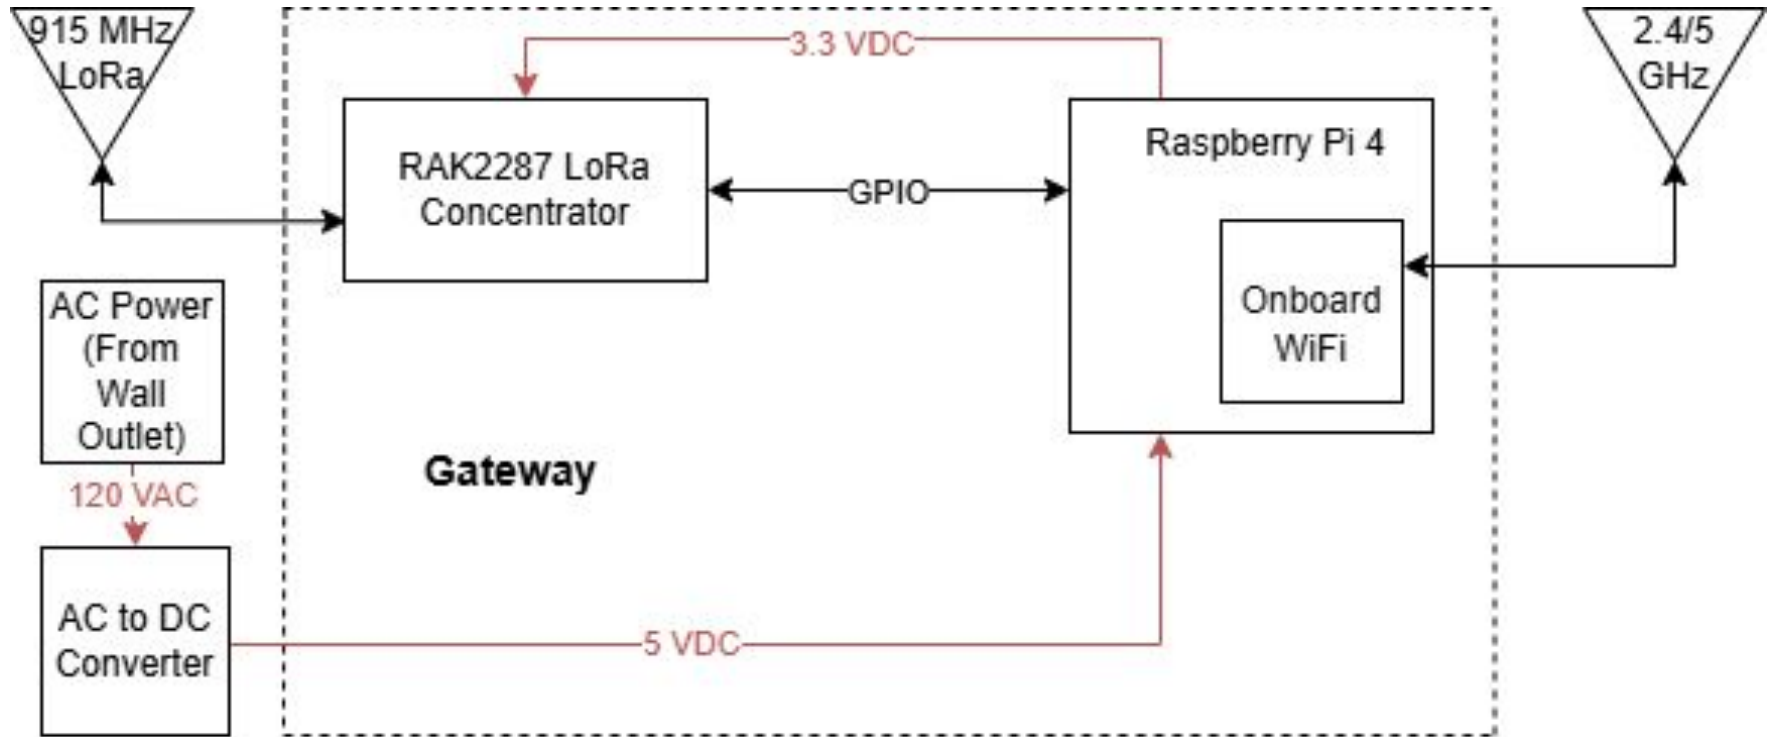 915 MHz
LoRa
3.3 VDC
2.4/5
GHz
RAK2287 LoRa
Concentrator
GPIO
Raspberry Pi 4
Onboard
WiFi
AC Power
(From
Wall
Outlet)
120 VAC
Gateway
AC to DC
Converter
5 VDC